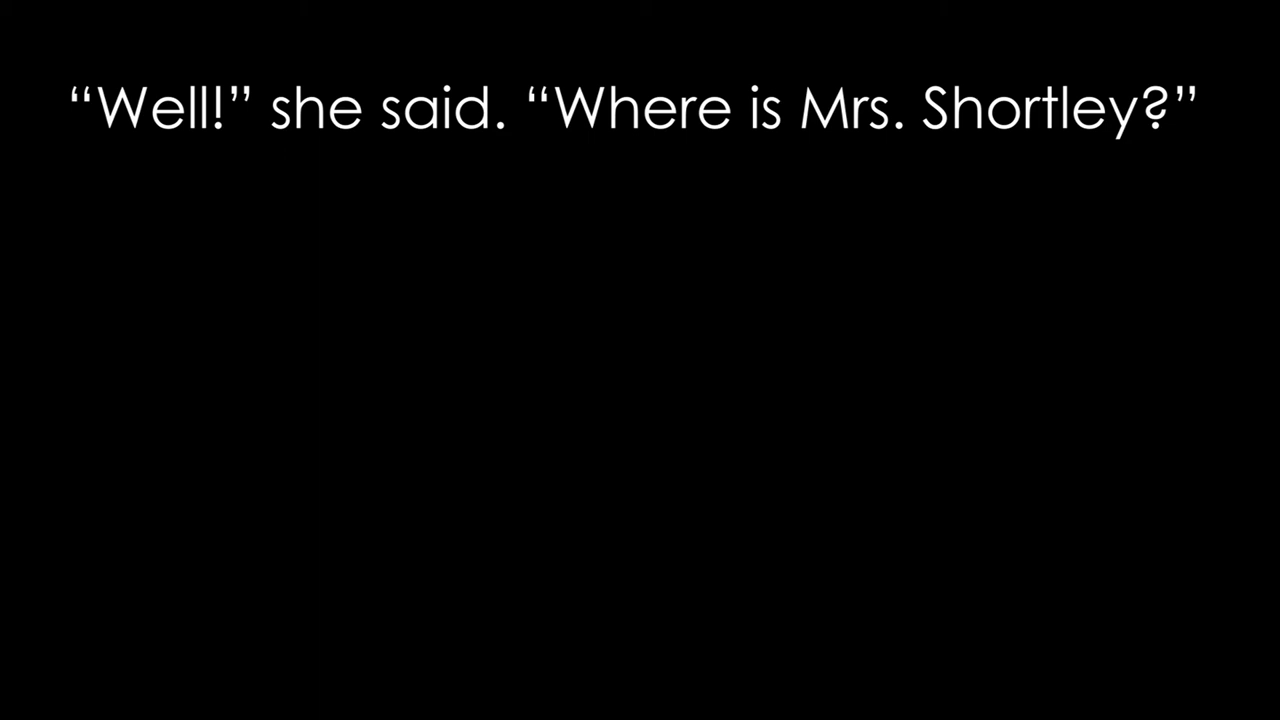 “Well!” she said. “Where is Mrs. Shortley?”